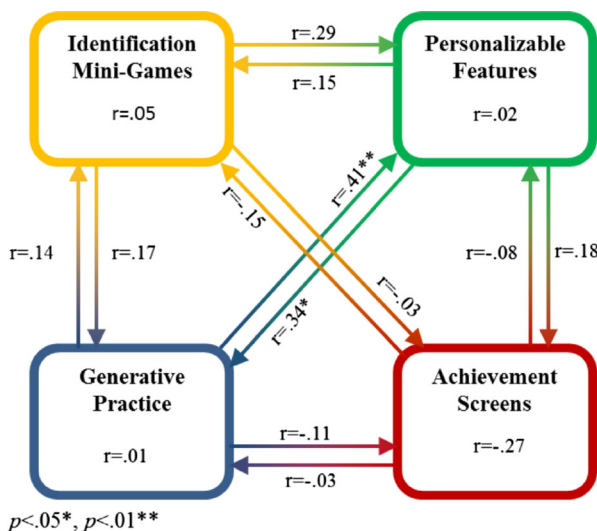 Identification
Mini-Games
r=.05
r=.29
r=.15
Personalizable
Features
r=.02
r=.41**
r=-.15
r=.14
r=.17
r=-.08
r=.18
r=-.03
r=.34*
Generative
Practice
r=.01
r=-.11
r=-.03
Achievement
Screens
r=-.27
p<.05*, p<.01**